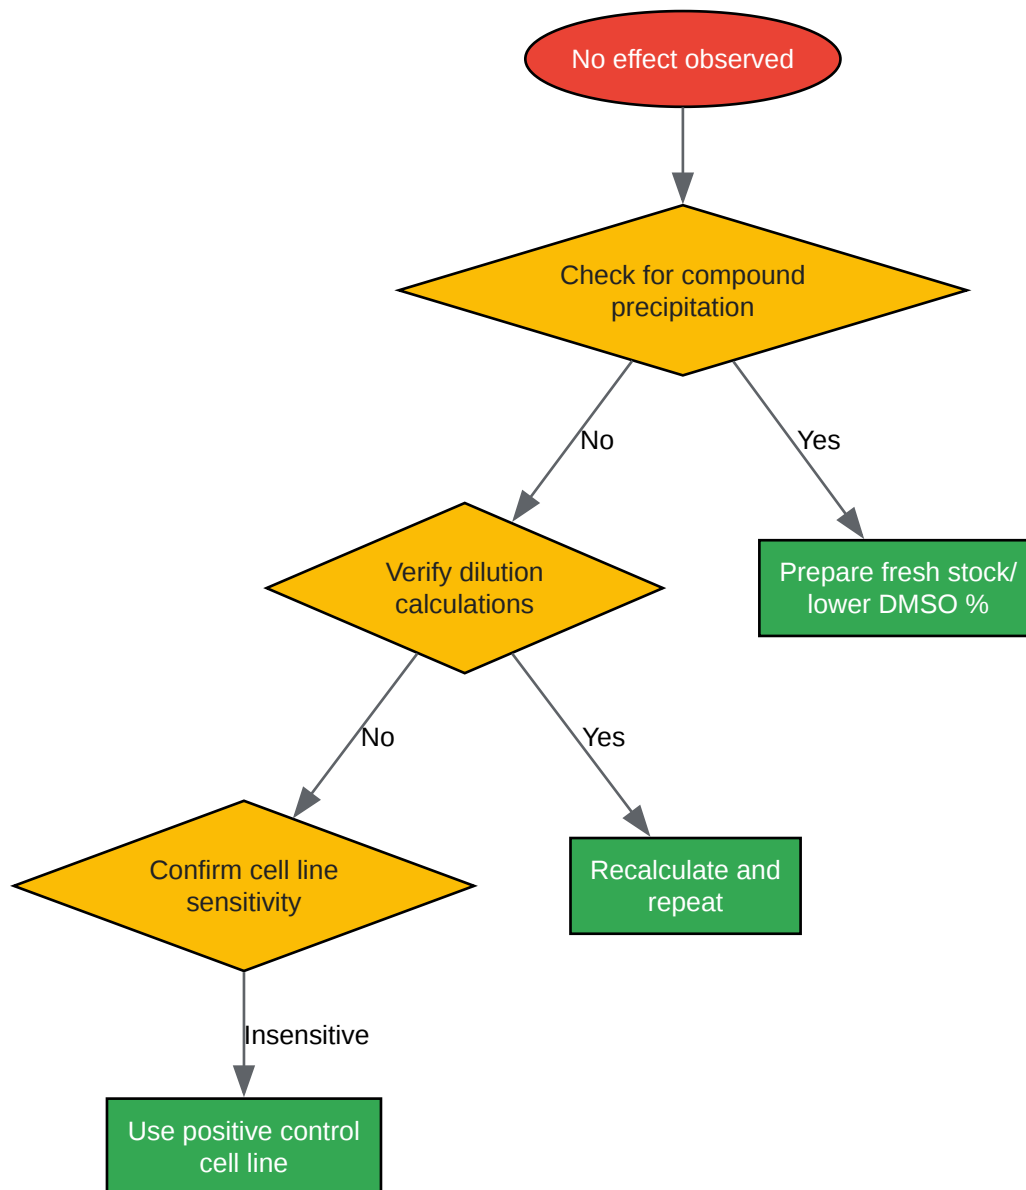 No effect observed
Check for compound
precipitation
No
Yes
Verify dilution
calculations
Prepare fresh stock/
lower DMSO %
No
Yes
Confirm cell line
sensitivity
Recalculate and
repeat
Insensitive
Use positive control
cell line